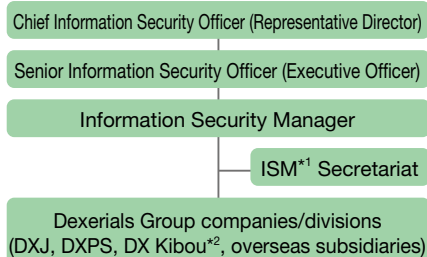 Chief Information Security Officer (Representative Director)
Senior Information Security Officer (Executive Officer)
Information Security Manager
ISM*1 Secretariat
Dexerials Group companies/divisions
(DXJ, DXPS, DX Kibou*2, overseas subsidiaries)